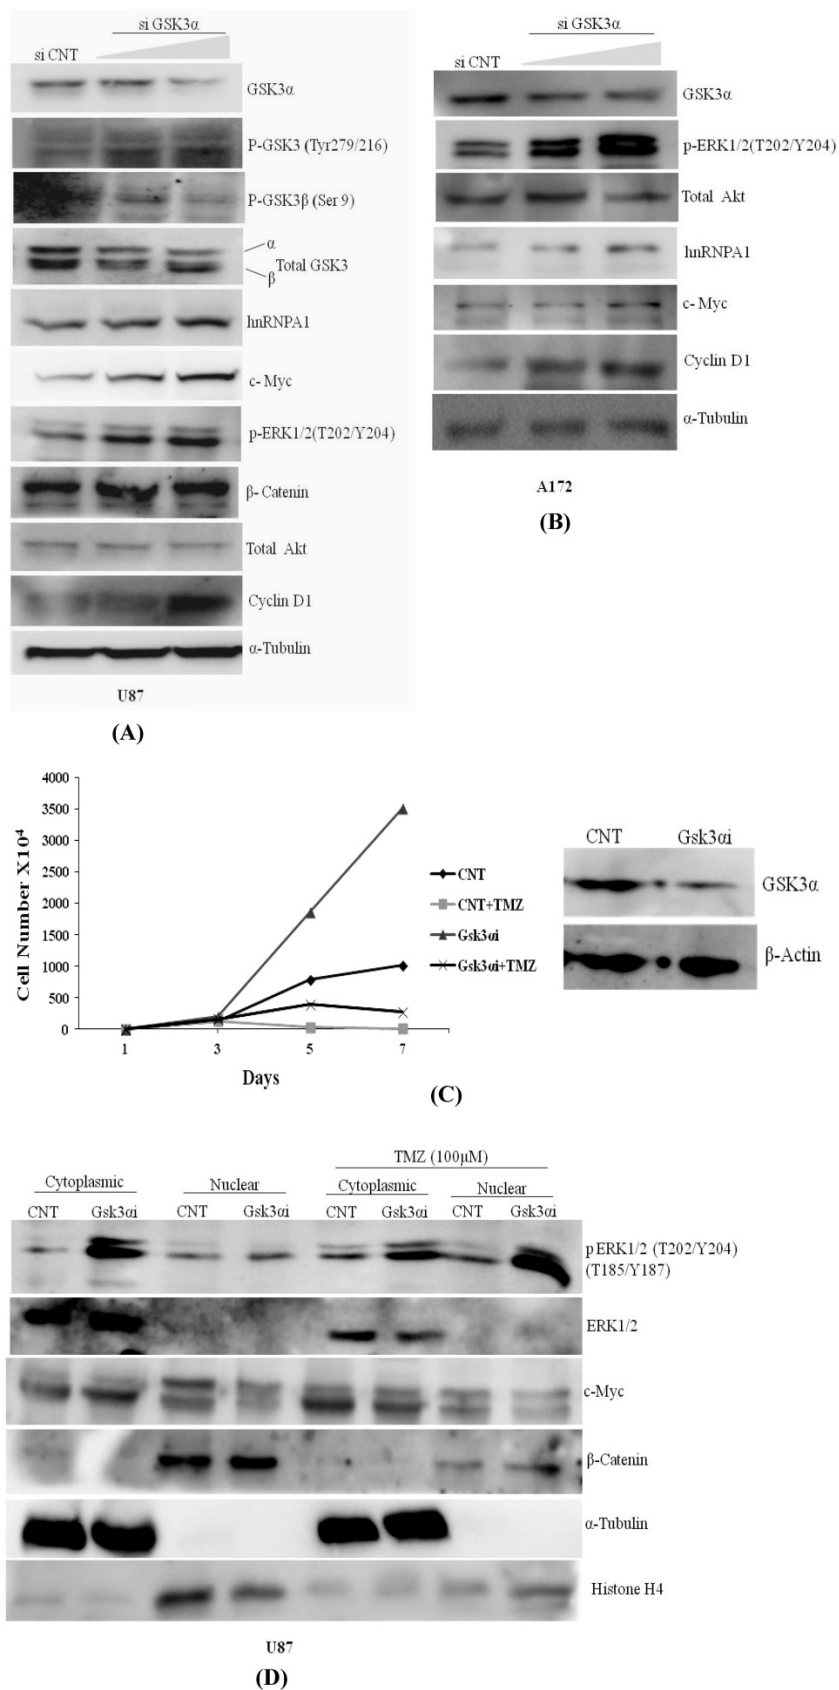 si GSK3α
si CNT
GSK3α
P-GSK3 (Tyr279/216)
P-GSK3β (Ser 9)
α
Total GSK3
β
hnRNPA1
c- Myc
p-ERK1/2(T202/Y204)
β- Catenin
Total Akt
Cyclin D1
α-Tubulin
U87
(A)
si GSK3α
si CNT
GSK3α
p-ERK1/2(T202/Y204)
Total Akt
hnRNPA1
c- Myc
Cyclin D1
α-Tubulin
A172
(B)
Cell Number X10⁴
4000
3500
3000
2500
2000
1500
1000
500
0
1 3 5 7
Days
CNT
CNT+TMZ
Gsk3αi
Gsk3αi+TMZ
CNT Gsk3αi
GSK3α
β-Actin
(C)
TMZ (100μM)
Cytoplasmic Nuclear Cytoplasmic Nuclear
CNT Gsk3αi CNT Gsk3αi CNT Gsk3αi CNT Gsk3αi
pERK1/2 (T202/Y204)
(T185/Y187)
ERK1/2
c-Myc
β-Catenin
α-Tubulin
Histone H4
U87
(D)